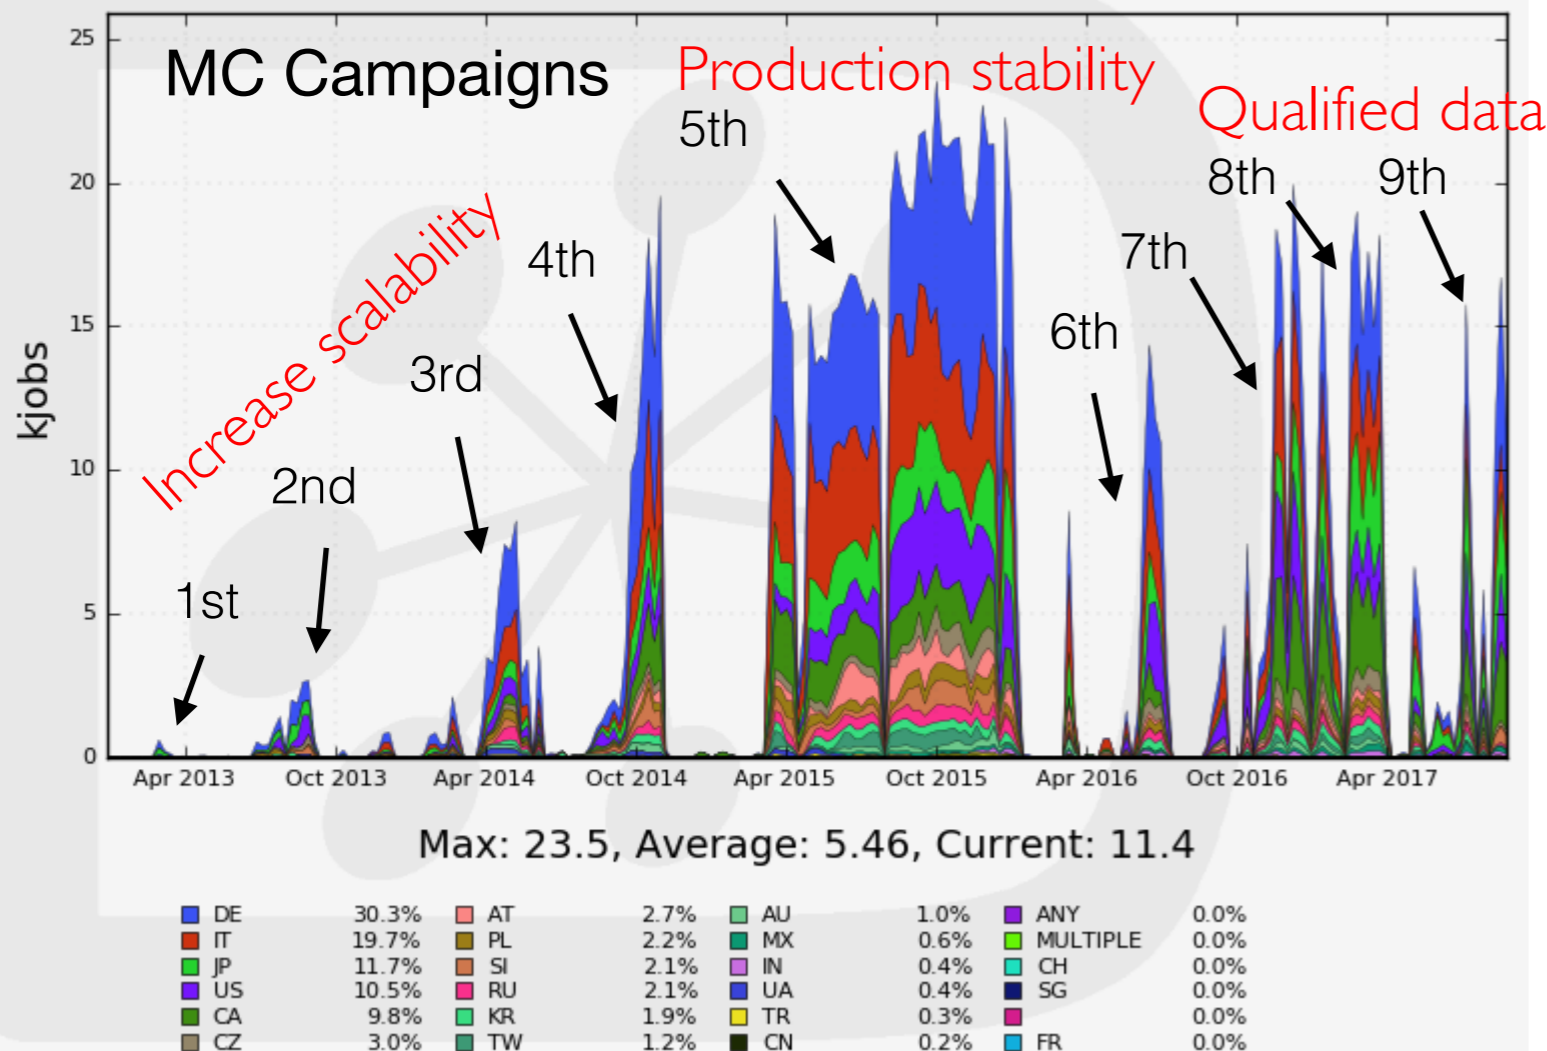 MC Campaigns
Production stability
Qualified data
Increase scalability
1st
2nd
3rd
4th
5th
6th
7th
8th
9th
kjobs
25
20
15
10
5
0
Apr 2013 Oct 2013 Apr 2014 Oct 2014 Apr 2015 Oct 2015 Apr 2016 Oct 2016 Apr 2017
Max: 23.5, Average: 5.46, Current: 11.4
DE 30.3% AT 2.7% AU 1.0% ANY 0.0%
IT 19.7% PL 2.2% MX 0.6% MULTIPLE 0.0%
JP 11.7% SI 2.1% IN 0.4% CH 0.0%
US 10.5% RU 2.1% UA 0.4% SG 0.0%
CA 9.8% KR 1.9% TR 0.3% 0.0%
CZ 3.0% TW 1.2% CN 0.2% FR 0.0%